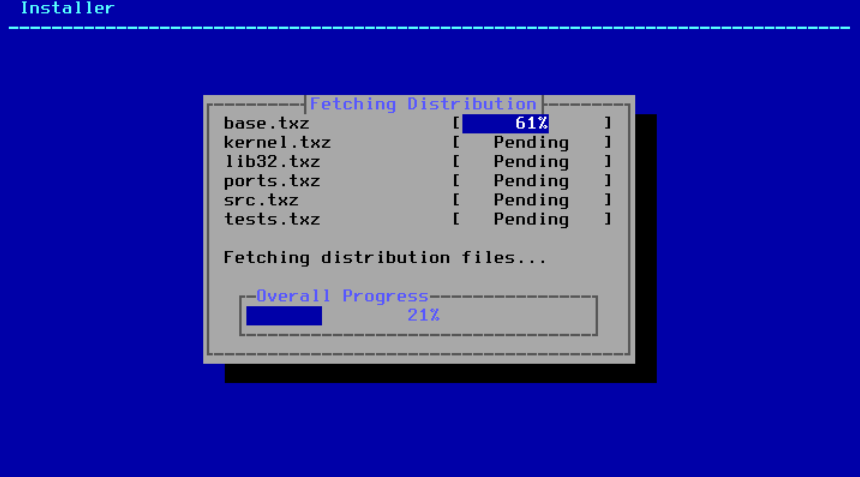 Installer
Fetching Distribution
base.txz [ 61% ]
kernel.txz [ Pending ]
lib32.txz [ Pending ]
ports.txz [ Pending ]
src.txz [ Pending ]
tests.txz [ Pending ]
Fetching distribution files...
Overall Progress
21%